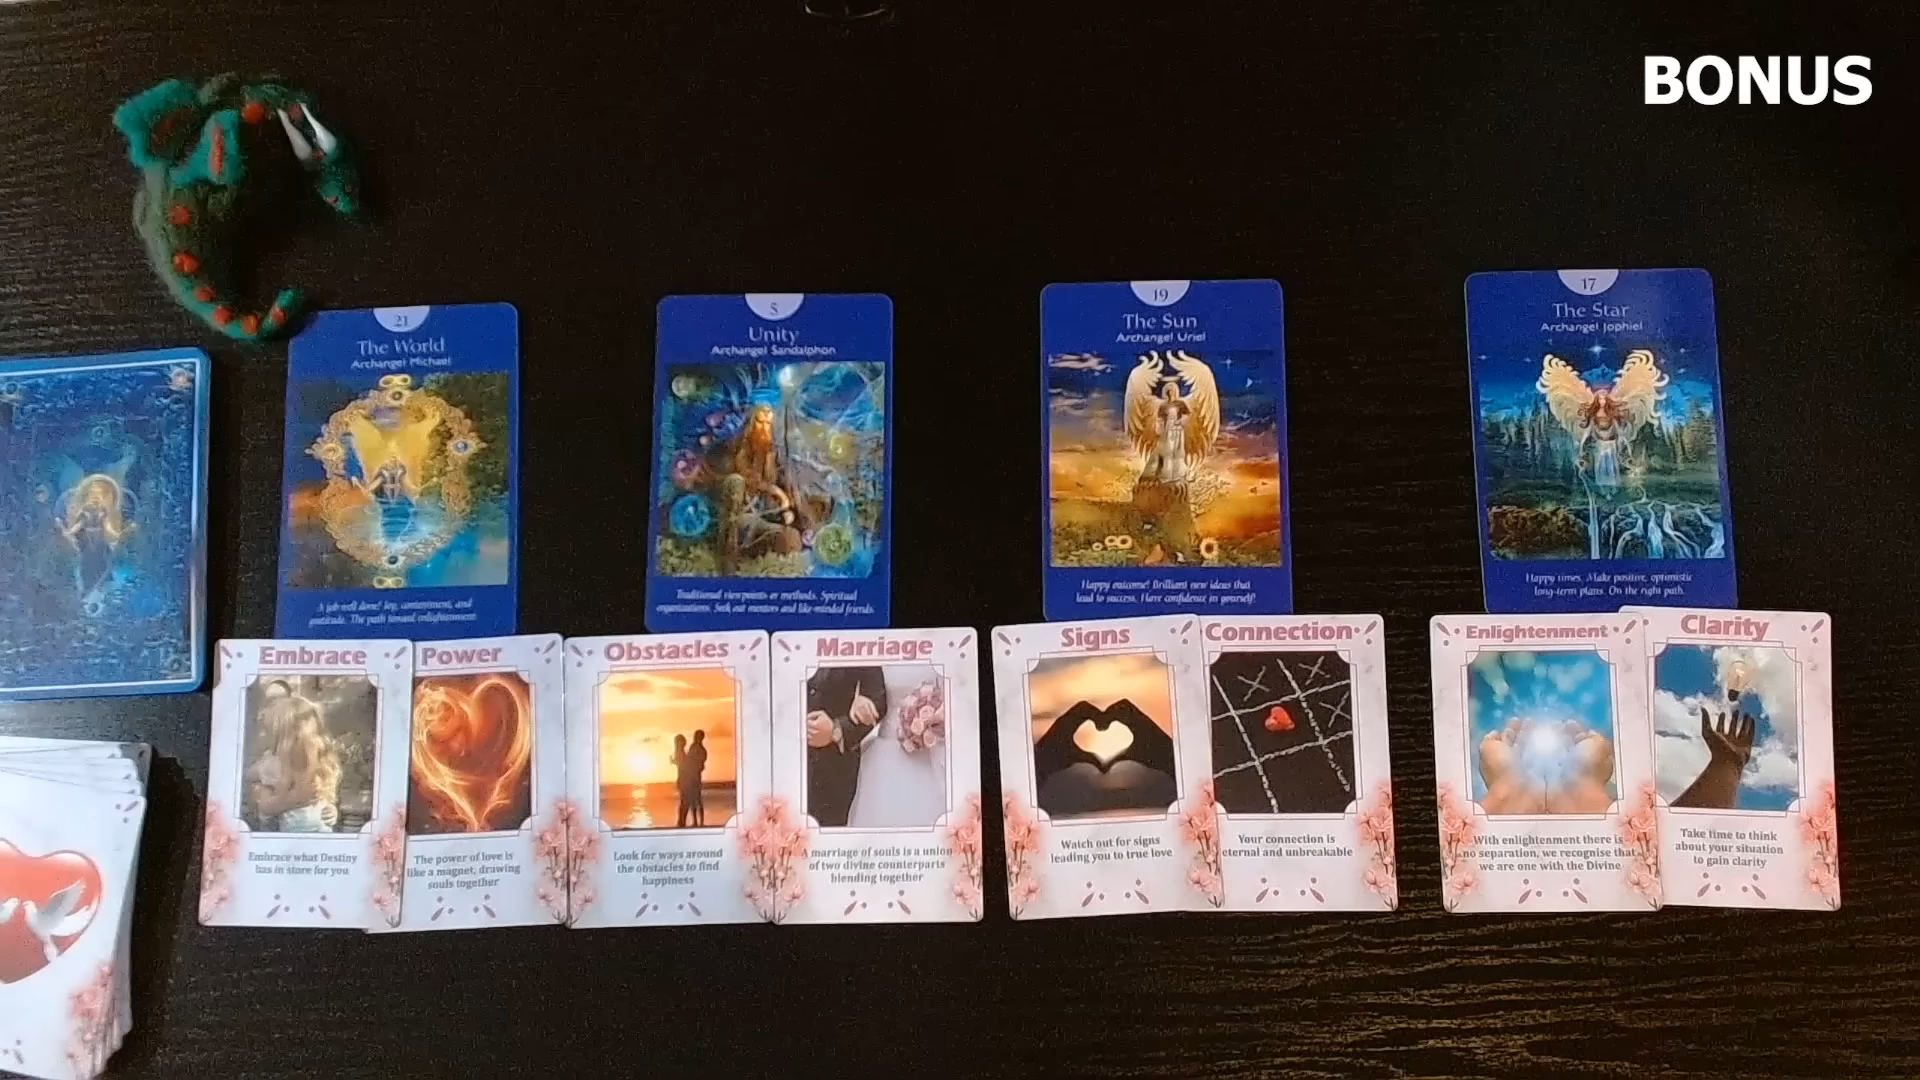 BONUS
21
The World
Archangel Michael
A job well done! Joy, contentment, and
gratitude. The path toward enlightenment.
5
Unity
Archangel Sandalphon
Traditional viewpoints or methods. Spiritual
organizations. Seek out mentors and like-minded friends.
19
The Sun
Archangel Uriel
Happy outcome! Brilliant new ideas that
lead to success. Have confidence in yourself!
17
The Star
Archangel Jophiel
Happy times. Make positive, optimistic
long-term plans. On the right path.
Embrace
Embrace what Destiny
has in store for you
Power
The power of love is
like a magnet, drawing
souls together
Obstacles
Look for ways around
the obstacles to find
happiness
Marriage
A marriage of souls is a union
of two divine counterparts
blending together
Signs
Watch out for signs
leading you to true love
Connection
Your connection is
eternal and unbreakable
Enlightenment
With enlightenment there is
no separation, we recognise that
we are one with the Divine
Clarity
Take time to think
about your situation
to gain clarity